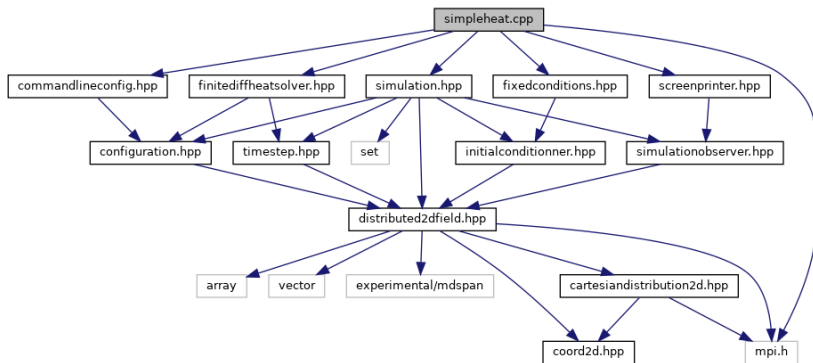 simpleheat.cpp
commandlineconfig.hpp
finitediffheatsolver.hpp
simulation.hpp
fixedconditions.hpp
screenprinter.hpp
configuration.hpp
timestep.hpp
set
initialconditionner.hpp
simulationobserver.hpp
distributed2dfield.hpp
array
vector
experimental/mdspan
cartesiandistribution2d.hpp
coord2d.hpp
mpi.h